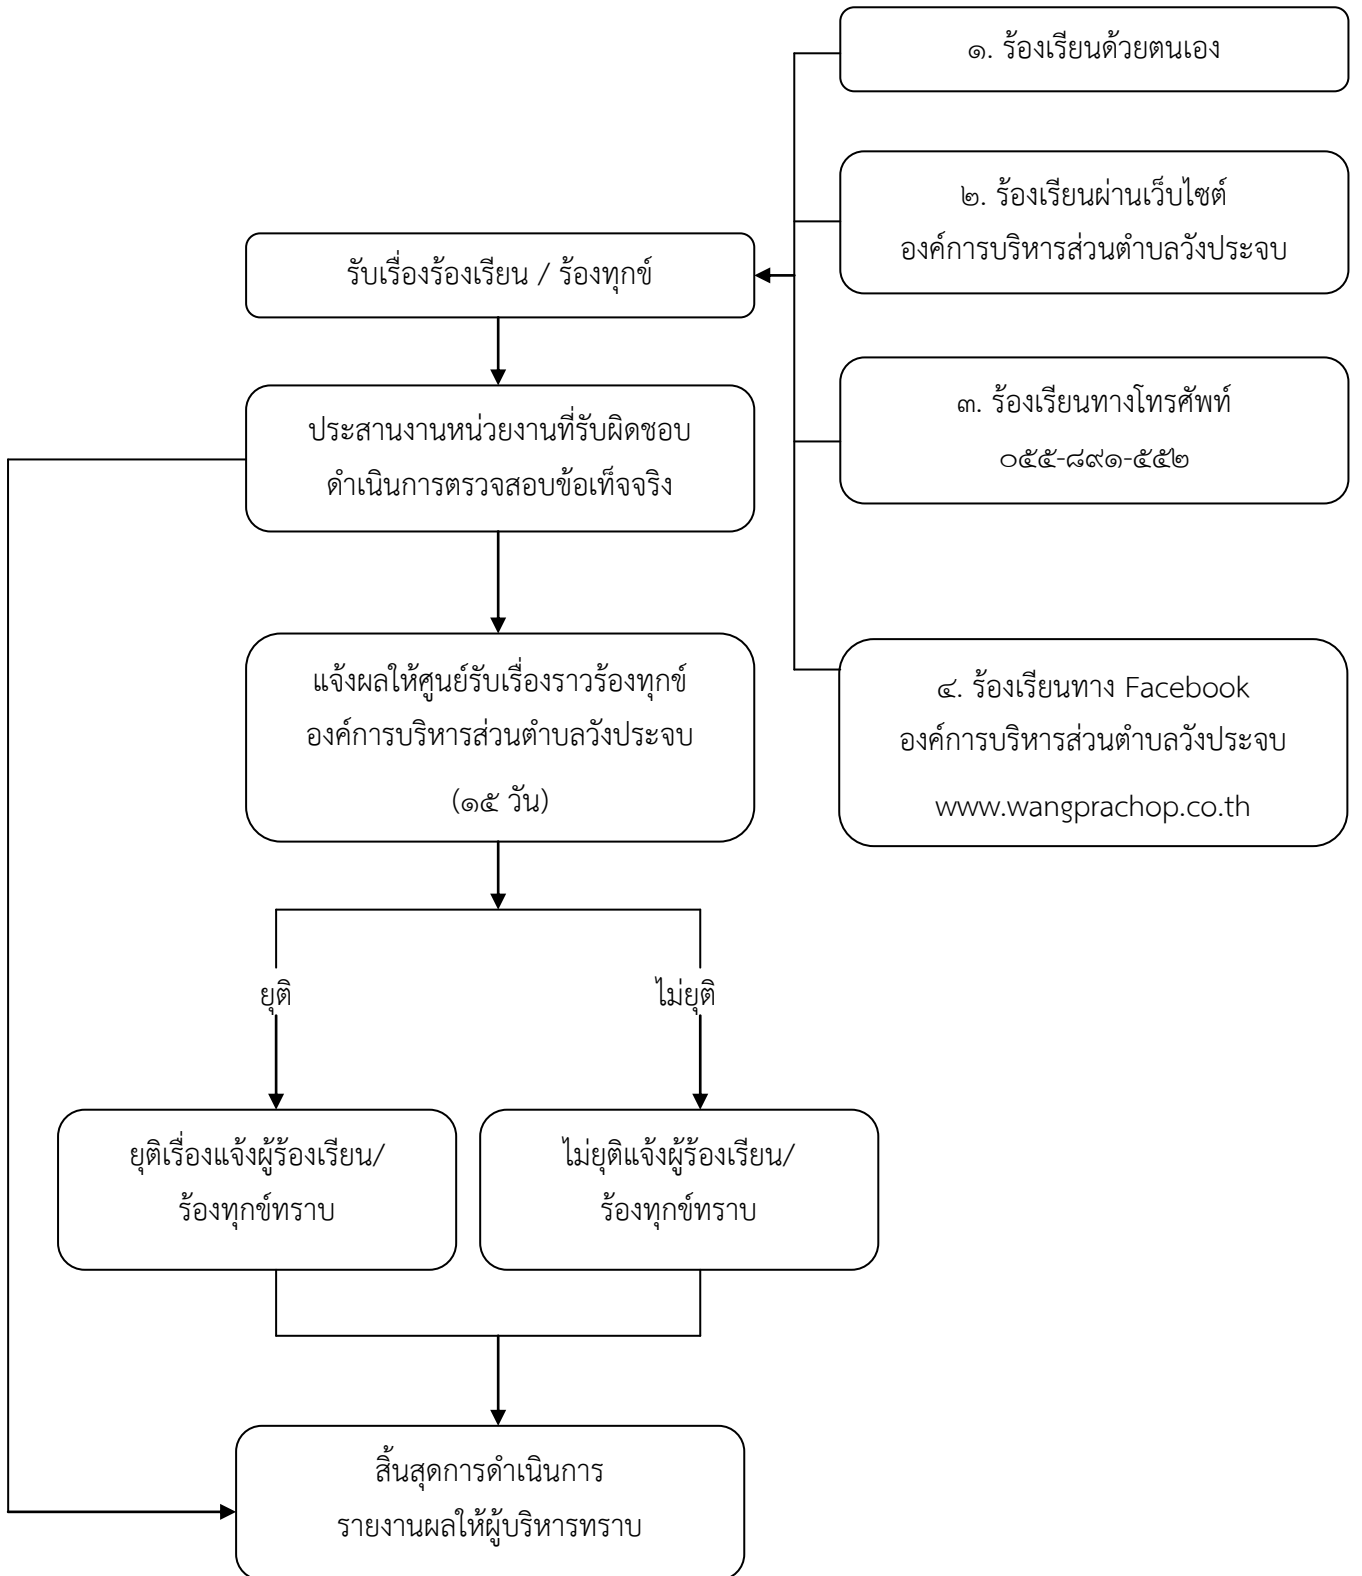 ๑. ร้องเรียนด้วยตนเอง
๒. ร้องเรียนผ่านเว็บไซต์
องค์การบริหารส่วนตำบลวังประจบ
รับเรื่องร้องเรียน / ร้องทุกข์
๓. ร้องเรียนทางโทรศัพท์
๐๕๕-๘๙๑-๕๕๒
ประสานงานหน่วยงานที่รับผิดชอบ
ดำเนินการตรวจสอบข้อเท็จจริง
แจ้งผลให้ศูนย์รับเรื่องราวร้องทุกข์
องค์การบริหารส่วนตำบลวังประจบ
(๑๕ วัน)
๔. ร้องเรียนทาง Facebook
องค์การบริหารส่วนตำบลวังประจบ
www.wangprachop.co.th
ยุติ
ไม่ยุติ
ยุติเรื่องแจ้งผู้ร้องเรียน/
ร้องทุกข์ทราบ
ไม่ยุติแจ้งผู้ร้องเรียน/
ร้องทุกข์ทราบ
สิ้นสุดการดำเนินการ
รายงานผลให้ผู้บริหารทราบ